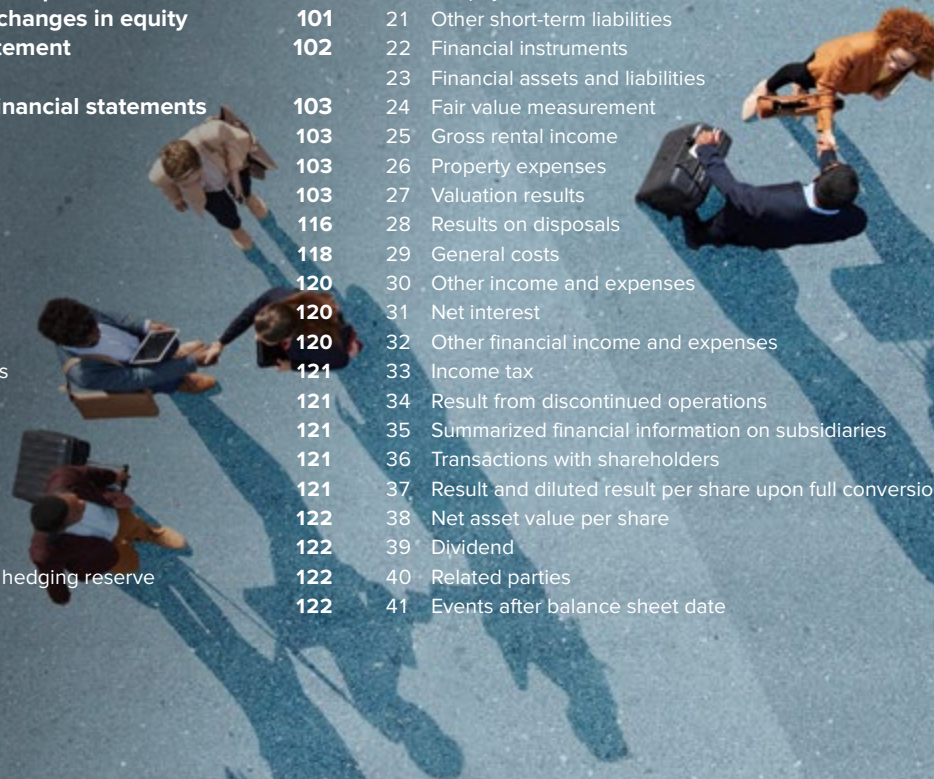 changes in equity 101
tement 102
nancial statements 103
103
103
103
116
118
120
120
120
s 121
121
121
121
121
122
122
hedging reserve 122
122
21 Other short-term liabilities
22 Financial instruments
23 Financial assets and liabilities
24 Fair value measurement
25 Gross rental income
26 Property expenses
27 Valuation results
28 Results on disposals
29 General costs
30 Other income and expenses
31 Net interest
32 Other financial income and expenses
33 Income tax
34 Result from discontinued operations
35 Summarized financial information on subsidiaries
36 Transactions with shareholders
37 Result and diluted result per share upon full conversio
38 Net asset value per share
39 Dividend
40 Related parties
41 Events after balance sheet date